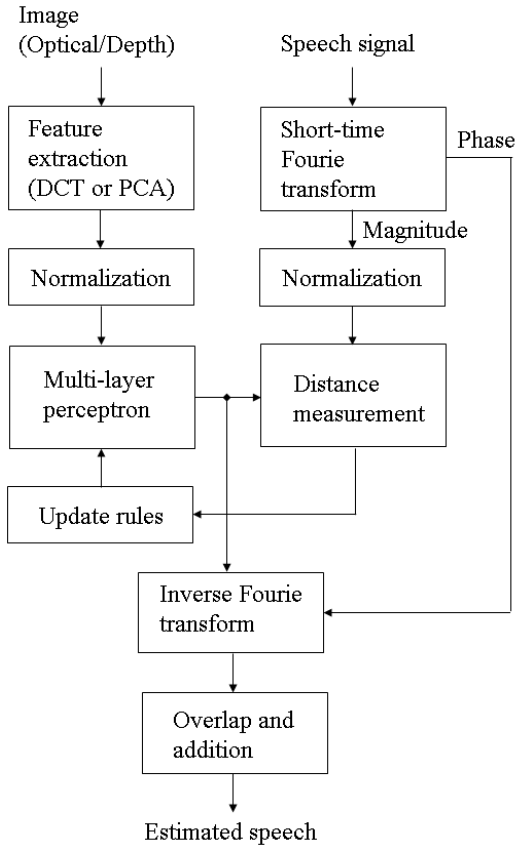 Image
(Optical/Depth)
Speech signal
Feature
extraction
(DCT or PCA)
Short-time
Fourie
transform
Phase
Magnitude
Normalization
Normalization
Multi-layer
perceptron
Distance
measurement
Update rules
Inverse Fourie
transform
Overlap and
addition
Estimated speech